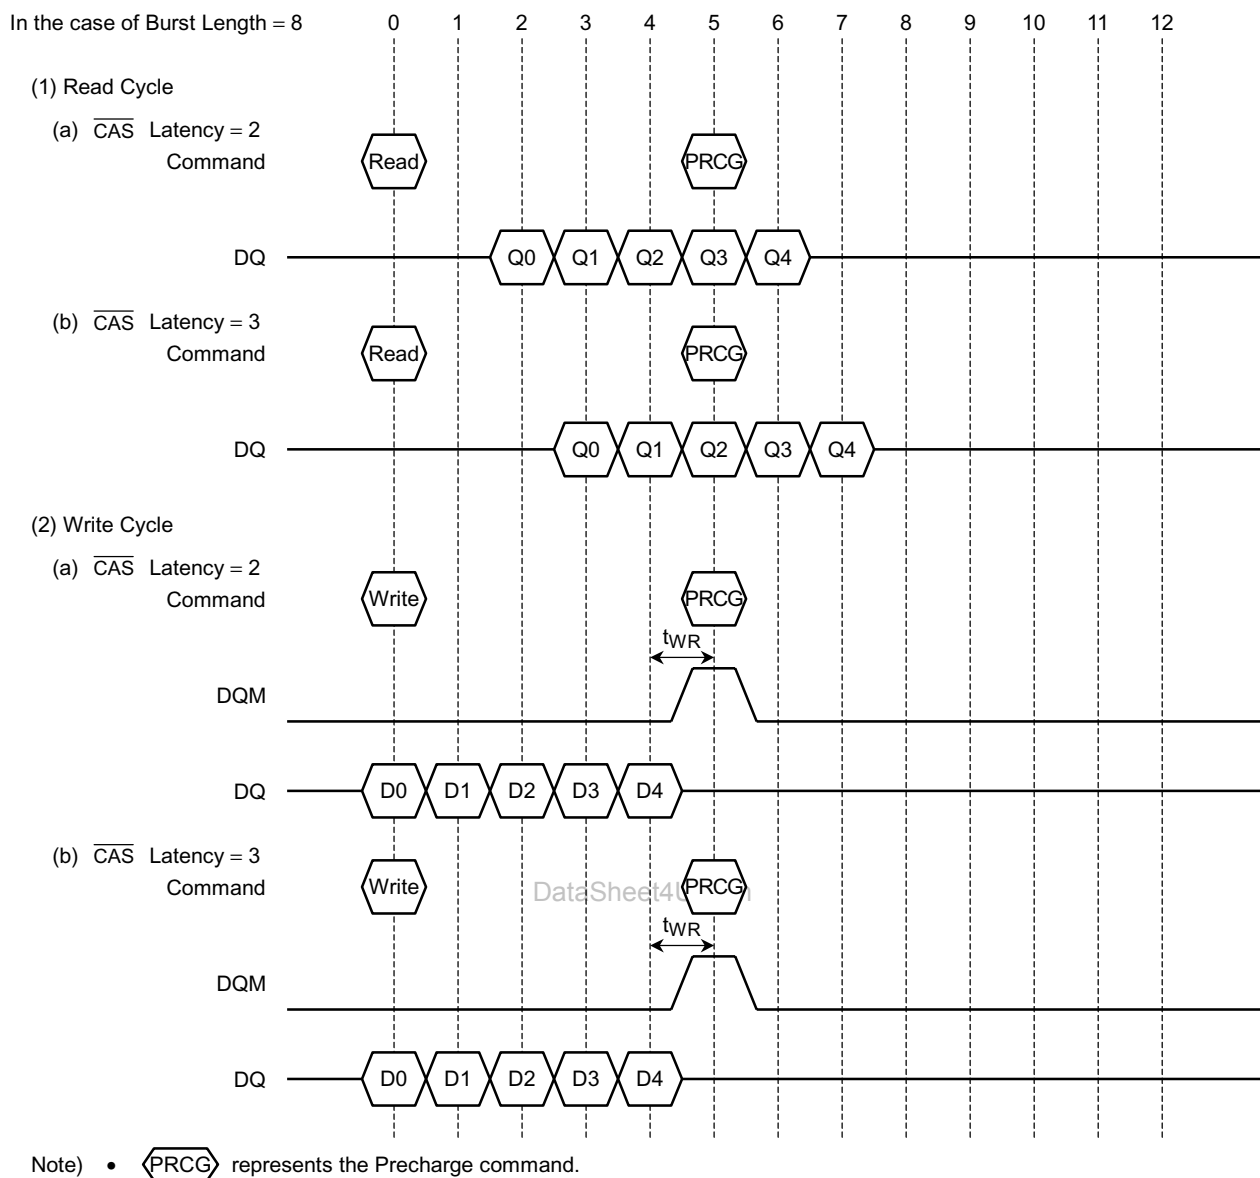 In the case of Burst Length = 8 0 1 2 3 4 5 6 7 8 9 10 11 12
(1) Read Cycle
(a) CAS Latency = 2
Command Read PRCG
DQ Q0 Q1 Q2 Q3 Q4
(b) CAS Latency = 3
Command Read PRCG
DQ Q0 Q1 Q2 Q3 Q4
(2) Write Cycle
(a) CAS Latency = 2
Command Write PRCG
tWR
DQM
DQ D0 D1 D2 D3 D4
(b) CAS Latency = 3
Command Write PRCG
tWR
DQM
DQ D0 D1 D2 D3 D4
Note) • PRCG represents the Precharge command.